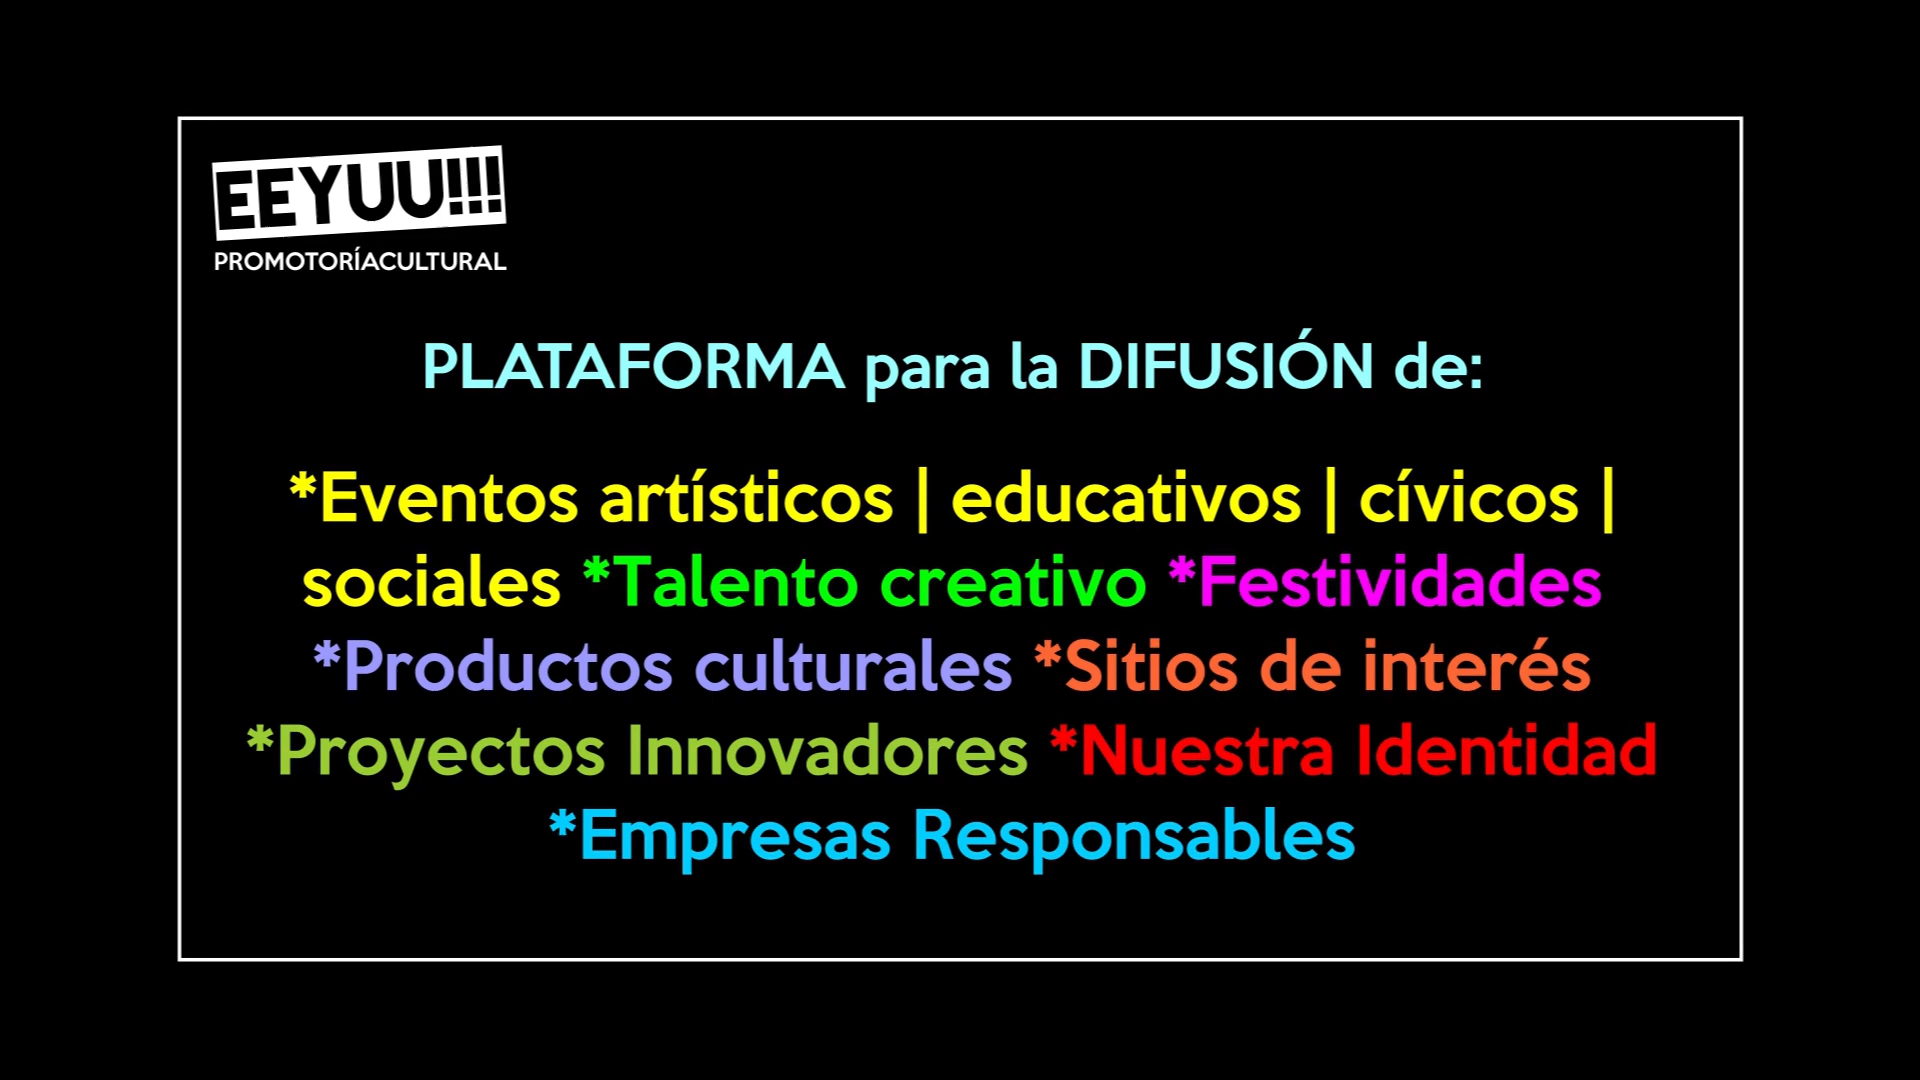 EEYUU!!!
PROMOTORÍACULTURAL
PLATAFORMA para la DIFUSIÓN de:
*Eventos artísticos | educativos | cívicos |
sociales *Talento creativo *Festividades
*Productos culturales *Sitios de interés
*Proyectos Innovadores *Nuestra Identidad
*Empresas Responsables